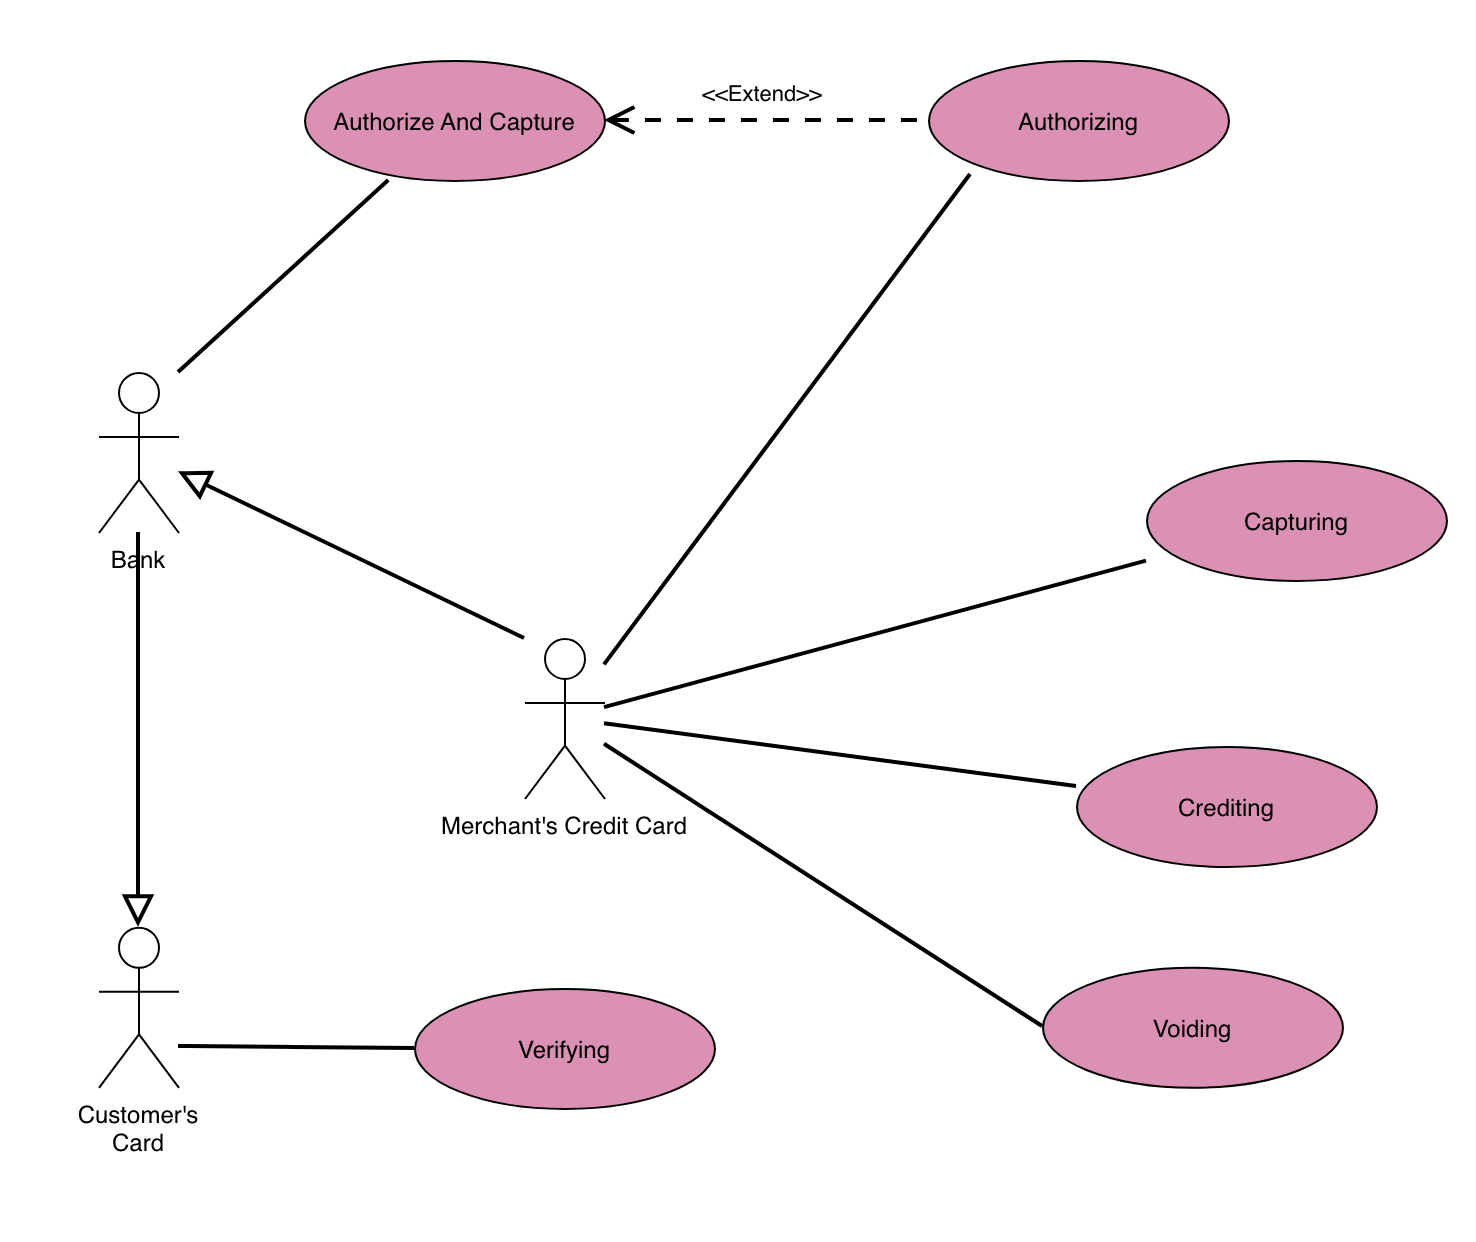 <<Extend>>
Authorize And Capture
Authorizing
Capturing
Bank
Crediting
Merchant's Credit Card
Voiding
Verifying
Customer's
Card